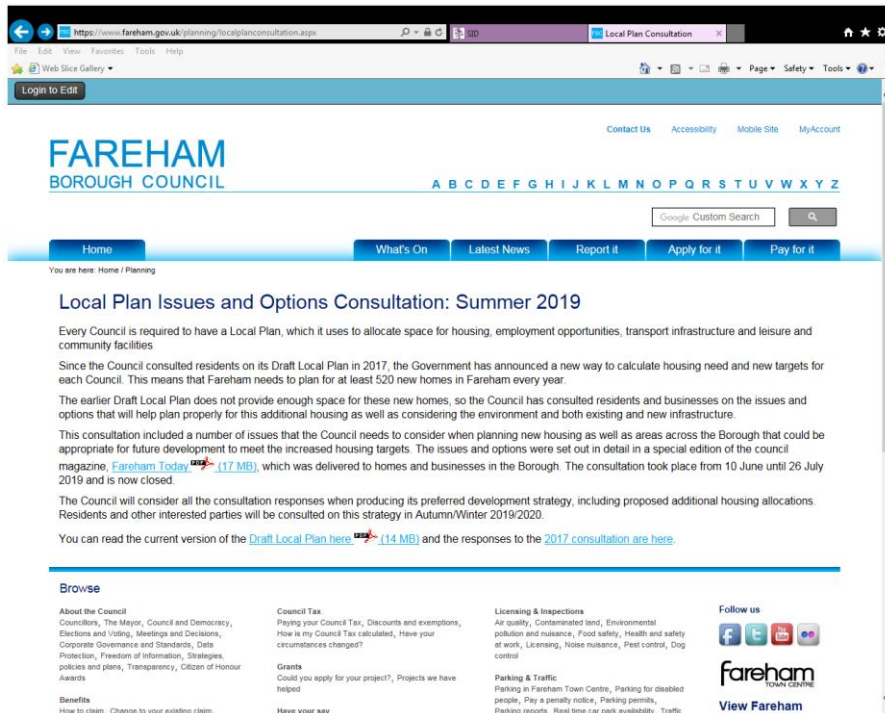 https://www.fareham.gov.uk/planning/localplanconsultation.aspx
SID
Local Plan Consultation
File Edit View Favorites Tools Help
Web Slice Gallery
Page Safety Tools
Login to Edit
Contact Us Accessibility Mobile Site MyAccount
FAREHAM
BOROUGH COUNCIL
A B C D E F G H I J K L M N O P Q R S T U V W X Y Z
Google Custom Search
Home What's On Latest News Report it Apply for it Pay for it
You are here: Home / Planning
Local Plan Issues and Options Consultation: Summer 2019
Every Council is required to have a Local Plan, which it uses to allocate space for housing, employment opportunities, transport infrastructure and leisure and
community facilities
Since the Council consulted residents on its Draft Local Plan in 2017, the Government has announced a new way to calculate housing need and new targets for
each Council. This means that Fareham needs to plan for at least 520 new homes in Fareham every year.
The earlier Draft Local Plan does not provide enough space for these new homes, so the Council has consulted residents and businesses on the issues and
options that will help plan properly for this additional housing as well as considering the environment and both existing and new infrastructure.
This consultation included a number of issues that the Council needs to consider when planning new housing as well as areas across the Borough that could be
appropriate for future development to meet the increased housing targets. The issues and options were set out in detail in a special edition of the council
magazine, Fareham Today PDF (17 MB), which was delivered to homes and businesses in the Borough. The consultation took place from 10 June until 26 July
2019 and is now closed.
The Council will consider all the consultation responses when producing its preferred development strategy, including proposed additional housing allocations.
Residents and other interested parties will be consulted on this strategy in Autumn/Winter 2019/2020.
You can read the current version of the Draft Local Plan here PDF (14 MB) and the responses to the 2017 consultation are here.
Browse
About the Council
Councillors, The Mayor, Council and Democracy,
Elections and Voting, Meetings and Decisions,
Corporate Governance and Standards, Data
Protection, Freedom of Information, Strategies,
policies and plans, Transparency, Citizen of Honour
Awards
Benefits
How to claim, Change to your existing claim,
Council Tax
Paying your Council Tax, Discounts and exemptions,
How is my Council Tax calculated, Have your
circumstances changed?
Grants
Could you apply for your project?, Projects we have
helped
Have your say
Licensing & Inspections
Air quality, Contaminated land, Environmental
pollution and nuisance, Food safety, Health and safety
at work, Licensing, Noise nuisance, Pest control, Dog
control
Parking & Traffic
Parking in Fareham Town Centre, Parking for disabled
people, Pay a penalty notice, Parking permits,
Parking reports, Real time car park availability, Traffic
Follow us
You Tube
fareham
TOWN CENTRE
View Fareham